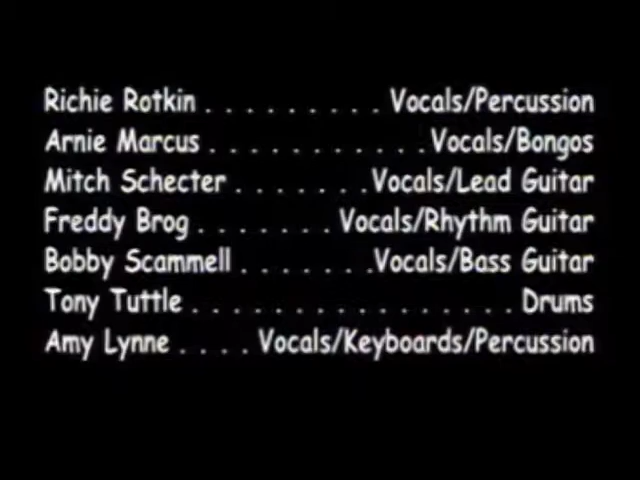 Richie Rotkin . . . . . . . . . Vocals/Percussion
Arnie Marcus . . . . . . . . . . .Vocals/Bongos
Mitch Schecter . . . . . . .Vocals/Lead Guitar
Freddy Brog . . . . . . . Vocals/Rhythm Guitar
Bobby Scammell . . . . . . .Vocals/Bass Guitar
Tony Tuttle . . . . . . . . . . . . . . . . Drums
Amy Lynne . . . . Vocals/Keyboards/Percussion